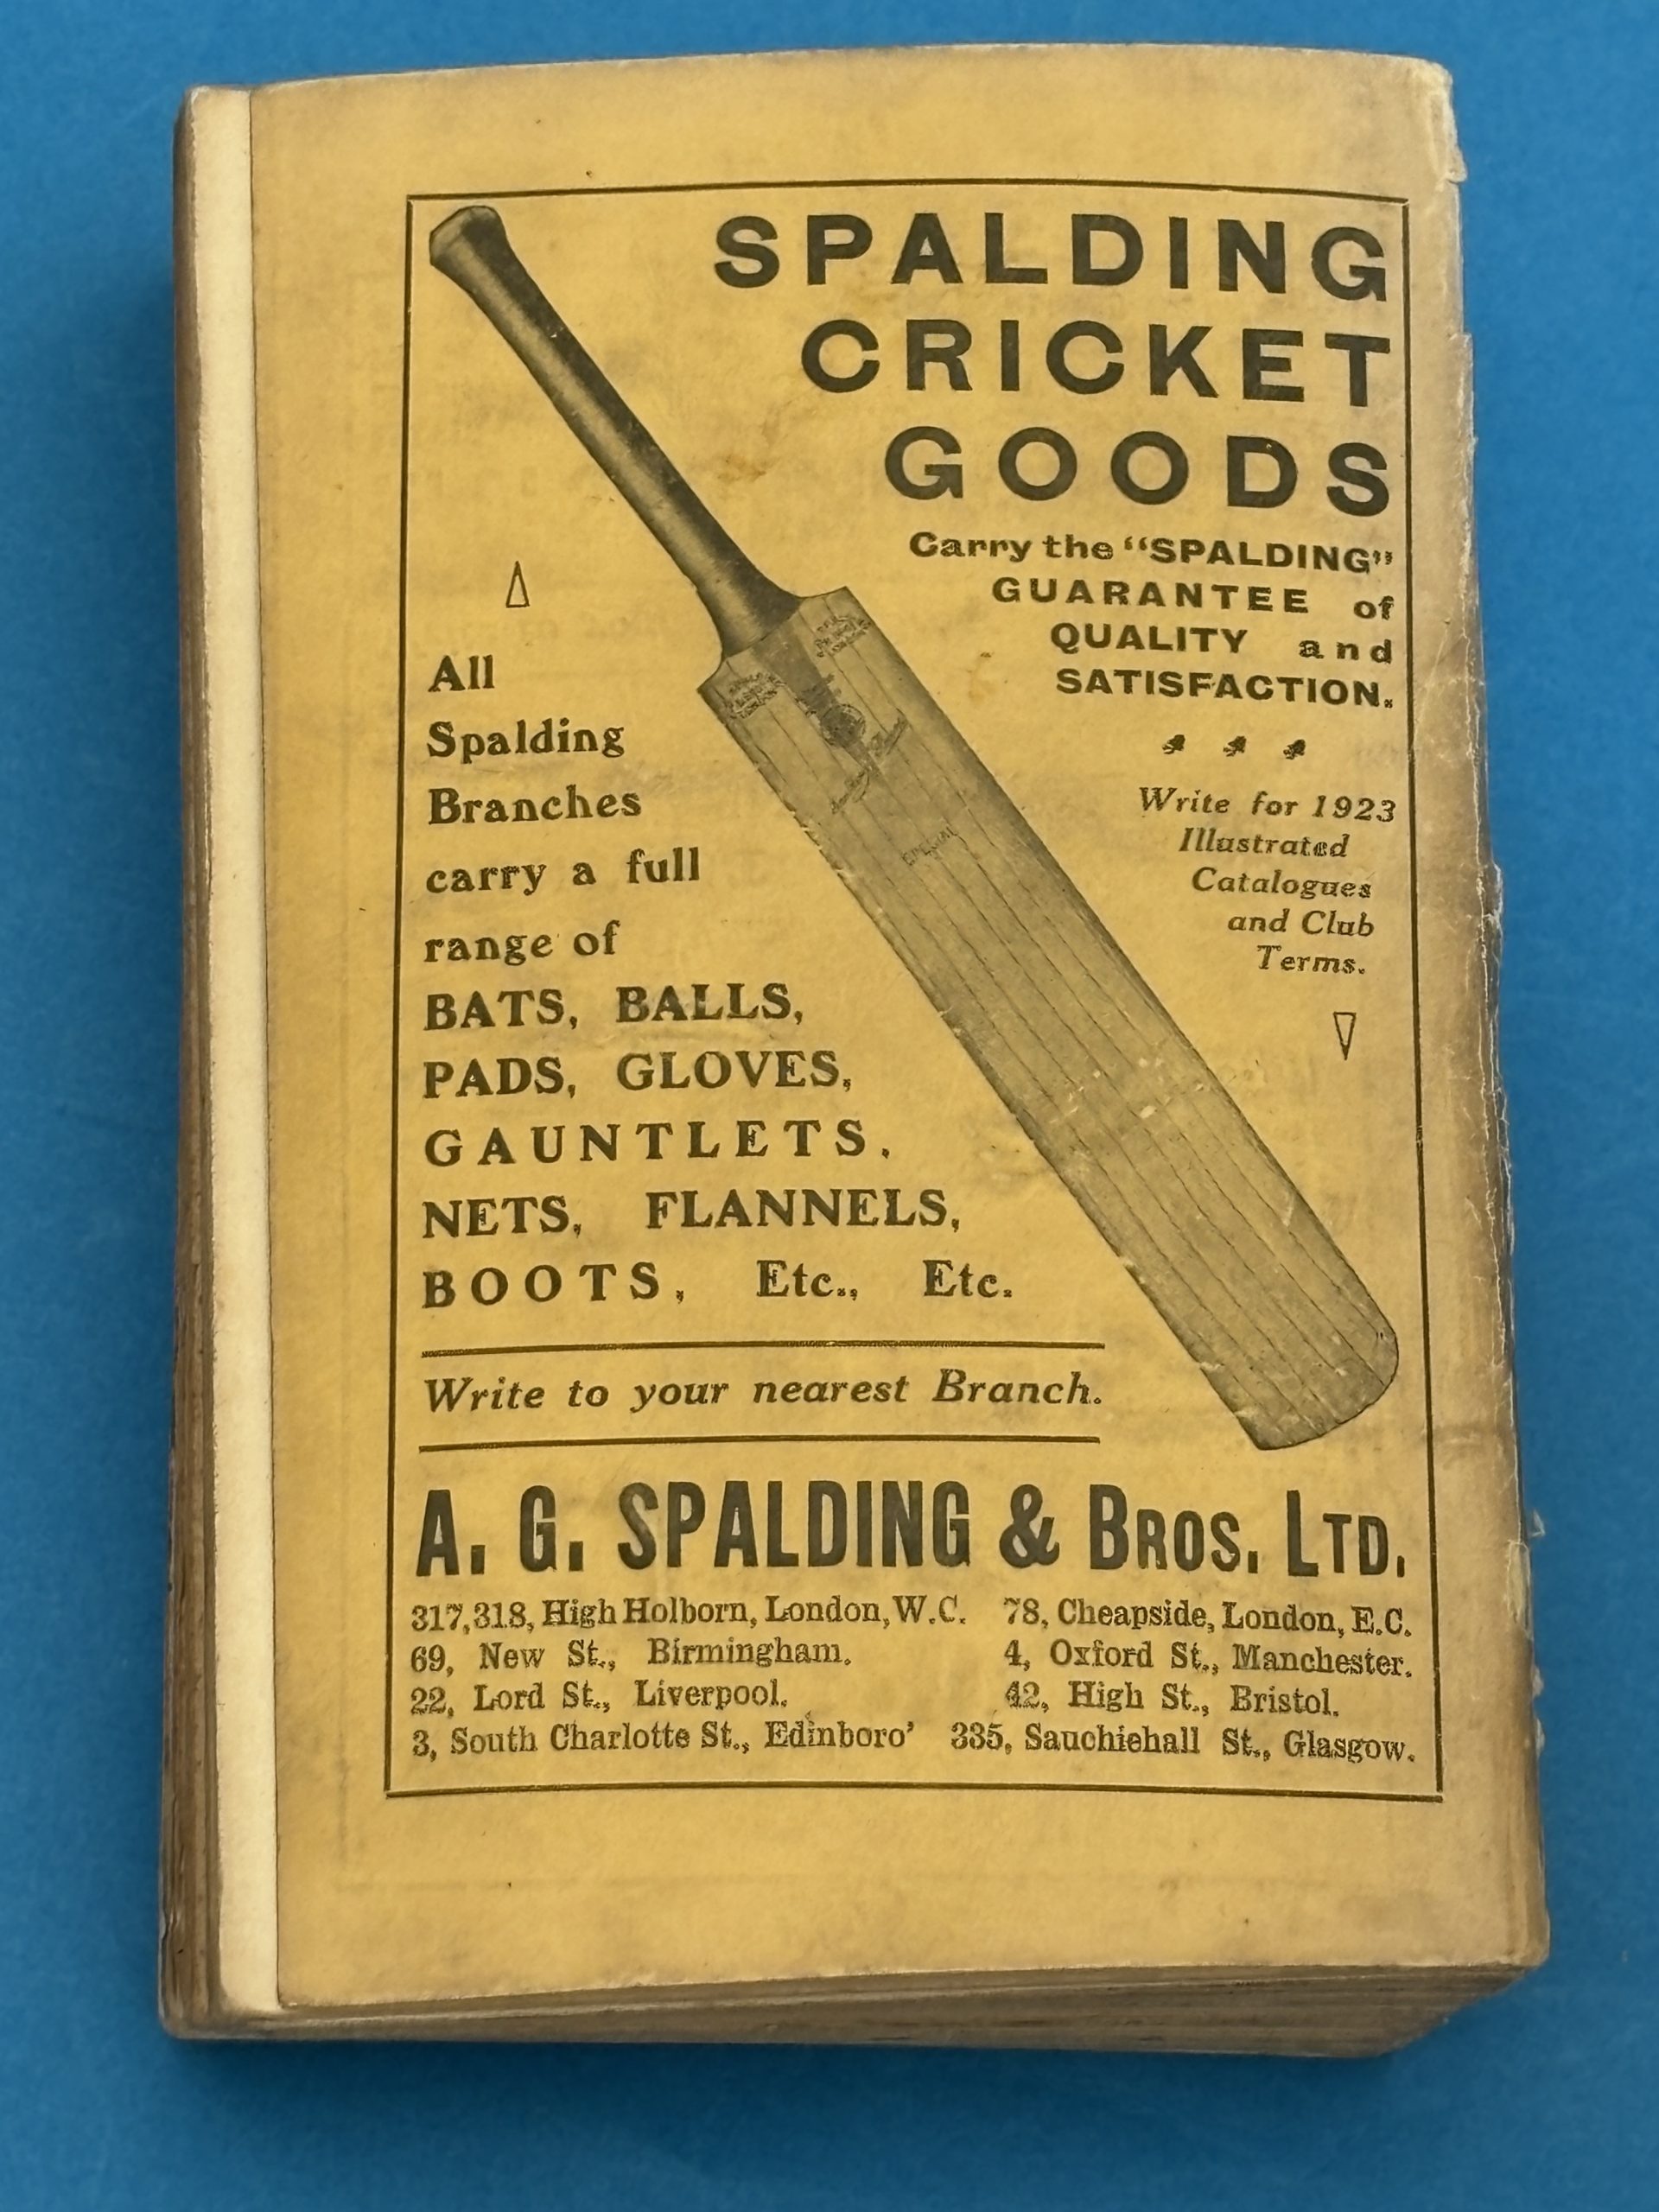 SPALDING
CRICKET
GOODS
Carry the "SPALDING"
GUARANTEE of
QUALITY and
SATISFACTION.
Write for 1923
Illustrated
Catalogues
and Club
Terms.
All
Spalding
Branches
carry a full
range of
BATS, BALLS,
PADS, GLOVES,
GAUNTLETS,
NETS, FLANNELS,
BOOTS, Etc., Etc.
SPECIAL
Write to your nearest Branch.
A. G. SPALDING & BROS. LTD.
317,318, High Holborn, London, W.C. 78, Cheapside, London, E.C.
69, New St., Birmingham. 4, Oxford St., Manchester.
22, Lord St., Liverpool. 42, High St., Bristol.
3, South Charlotte St., Edinboro' 335, Sauchiehall St., Glasgow.